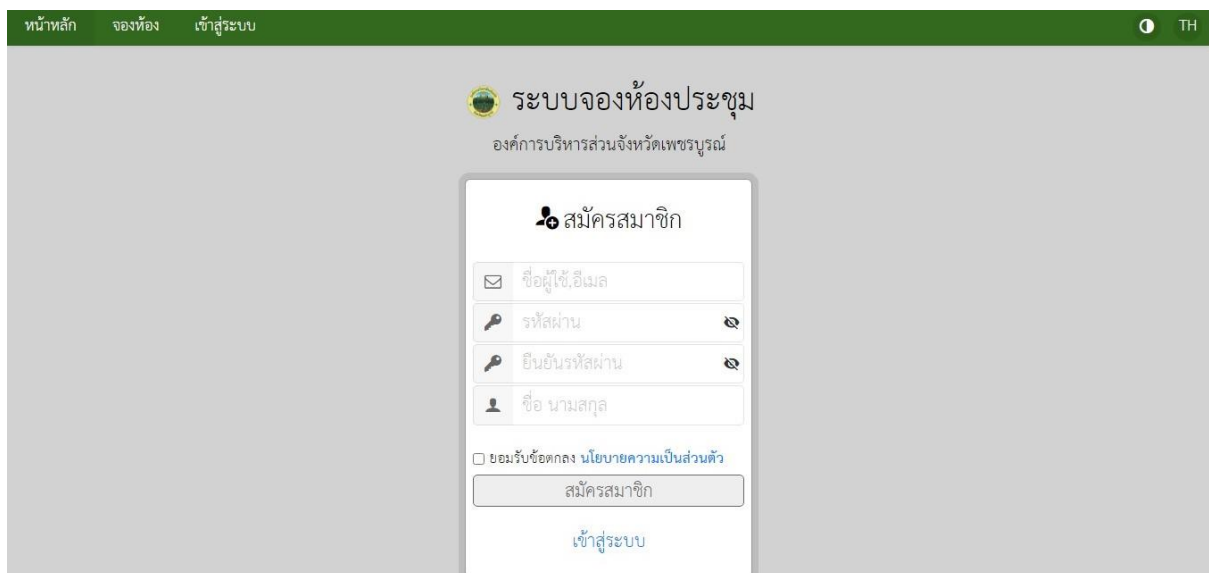 หน้าหลัก จองห้อง เข้าสู่ระบบ TH
ระบบจองห้องประชุม
องค์การบริหารส่วนจังหวัดเพชรบูรณ์
สมัครสมาชิก
ชื่อผู้ใช้,อีเมล
รหัสผ่าน
ยืนยันรหัสผ่าน
ชื่อ นามสกุล
ยอมรับข้อตกลง นโยบายความเป็นส่วนตัว
สมัครสมาชิก
เข้าสู่ระบบ